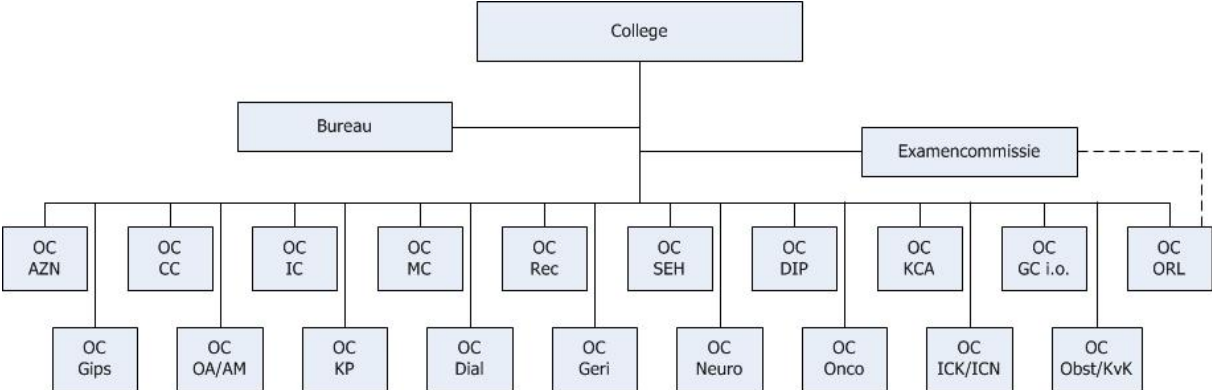 College
Bureau
Examencommissie
OC
AZN
OC
CC
OC
IC
OC
MC
OC
Rec
OC
SEH
OC
DIP
OC
KCA
OC
GC i.o.
OC
ORL
OC
Gips
OC
OA/AM
OC
KP
OC
Dial
OC
Geri
OC
Neuro
OC
Onco
OC
ICK/ICN
OC
Obst/KvK